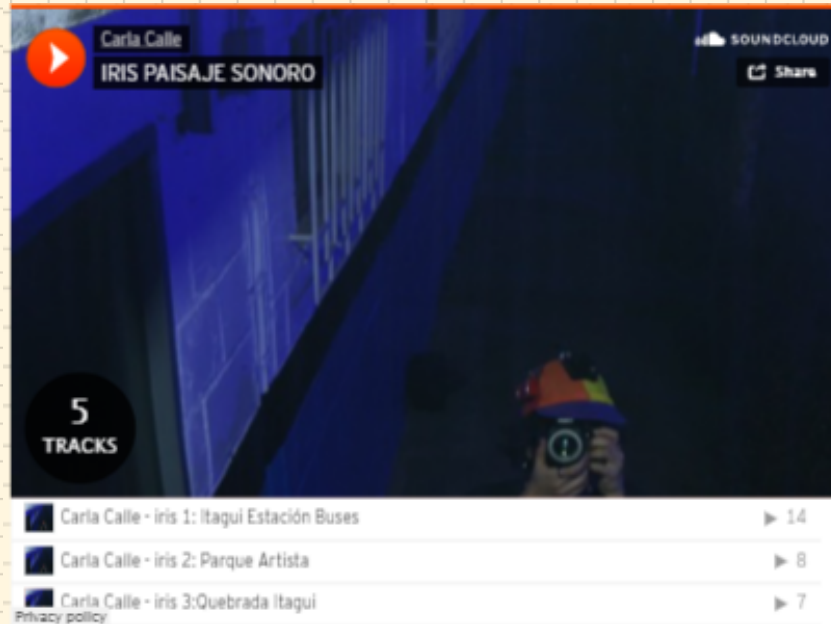 Carla Calle
SOUNDCLOUD
IRIS PAISAJE SONORO
Share
5
TRACKS
Carla Calle - iris 1: Itagui Estación Buses 14
Carla Calle - iris 2: Parque Artista 8
Carla Calle - iris 3:Quebrada Itagui 7
Privacy policy